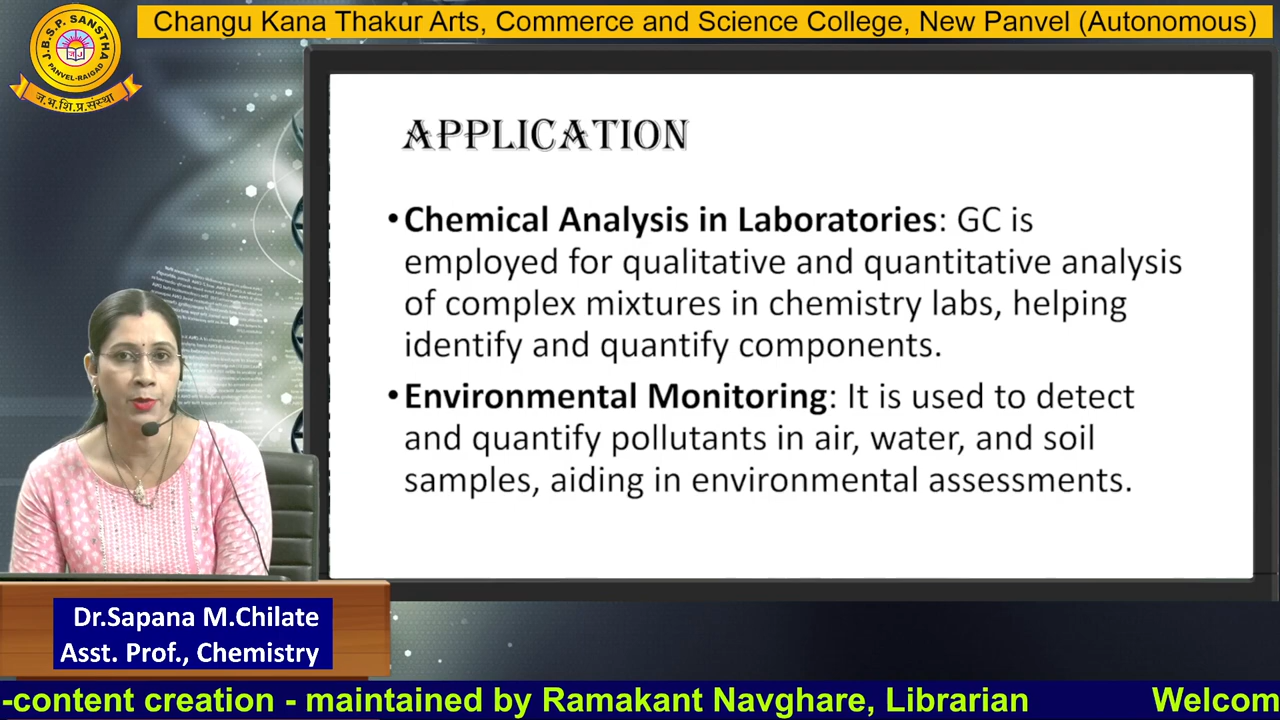 Changu Kana Thakur Arts, Commerce and Science College, New Panvel (Autonomous)
J.B.S.P. SANSTHA
PANVEL-RAIGAD
ज.भ.शि.प्र.संस्था
APPLICATION
•Chemical Analysis in Laboratories: GC is
employed for qualitative and quantitative analysis
of complex mixtures in chemistry labs, helping
identify and quantify components.
•Environmental Monitoring: It is used to detect
and quantify pollutants in air, water, and soil
samples, aiding in environmental assessments.
Dr.Sapana M.Chilate
Asst. Prof., Chemistry
-content creation - maintained by Ramakant Navghare, Librarian Welcom